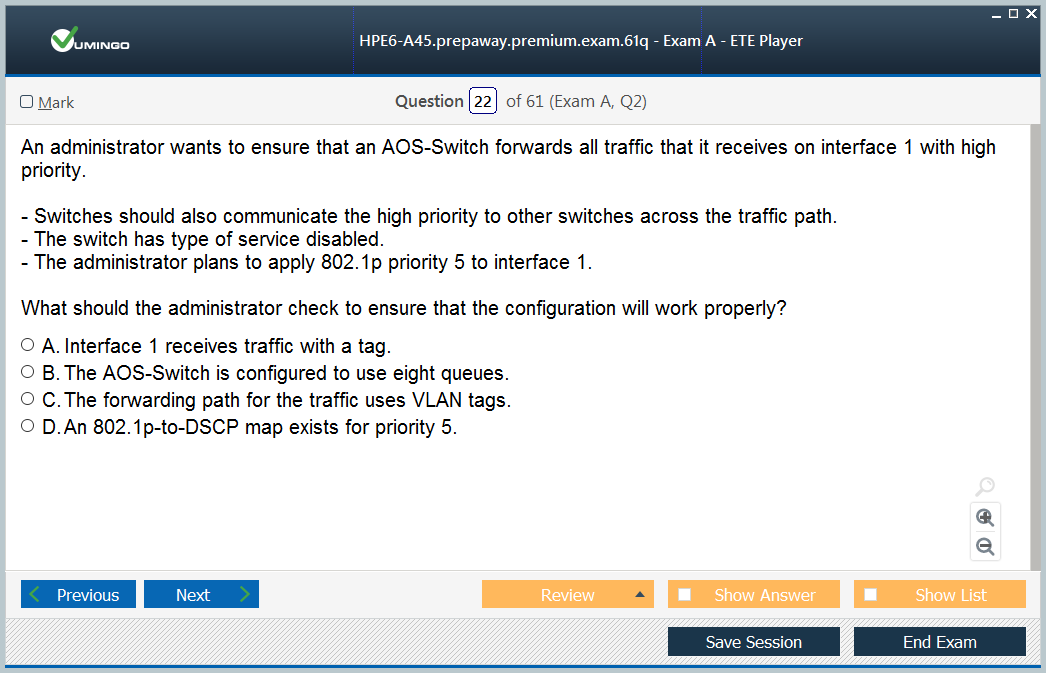 VUMINGO
HPE6-A45.prepaway.premium.exam.61q - Exam A - ETE Player
Mark
Question 22 of 61 (Exam A, Q2)
An administrator wants to ensure that an AOS-Switch forwards all traffic that it receives on interface 1 with high
priority.
- Switches should also communicate the high priority to other switches across the traffic path.
- The switch has type of service disabled.
- The administrator plans to apply 802.1p priority 5 to interface 1.
What should the administrator check to ensure that the configuration will work properly?
A. Interface 1 receives traffic with a tag.
B. The AOS-Switch is configured to use eight queues.
C. The forwarding path for the traffic uses VLAN tags.
D. An 802.1p-to-DSCP map exists for priority 5.
Previous
Next
Review
Show Answer
Show List
Save Session
End Exam